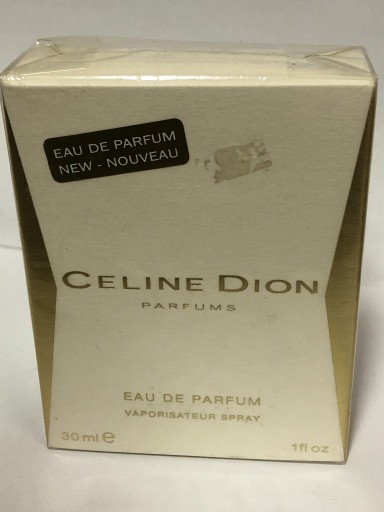 EAU DE PARFUM
NEW - NOUVEAU
CELINE DION
PARFUMS
EAU DE PARFUM
VAPORISATEUR SPRAY
30 ml ℮
1fl oz